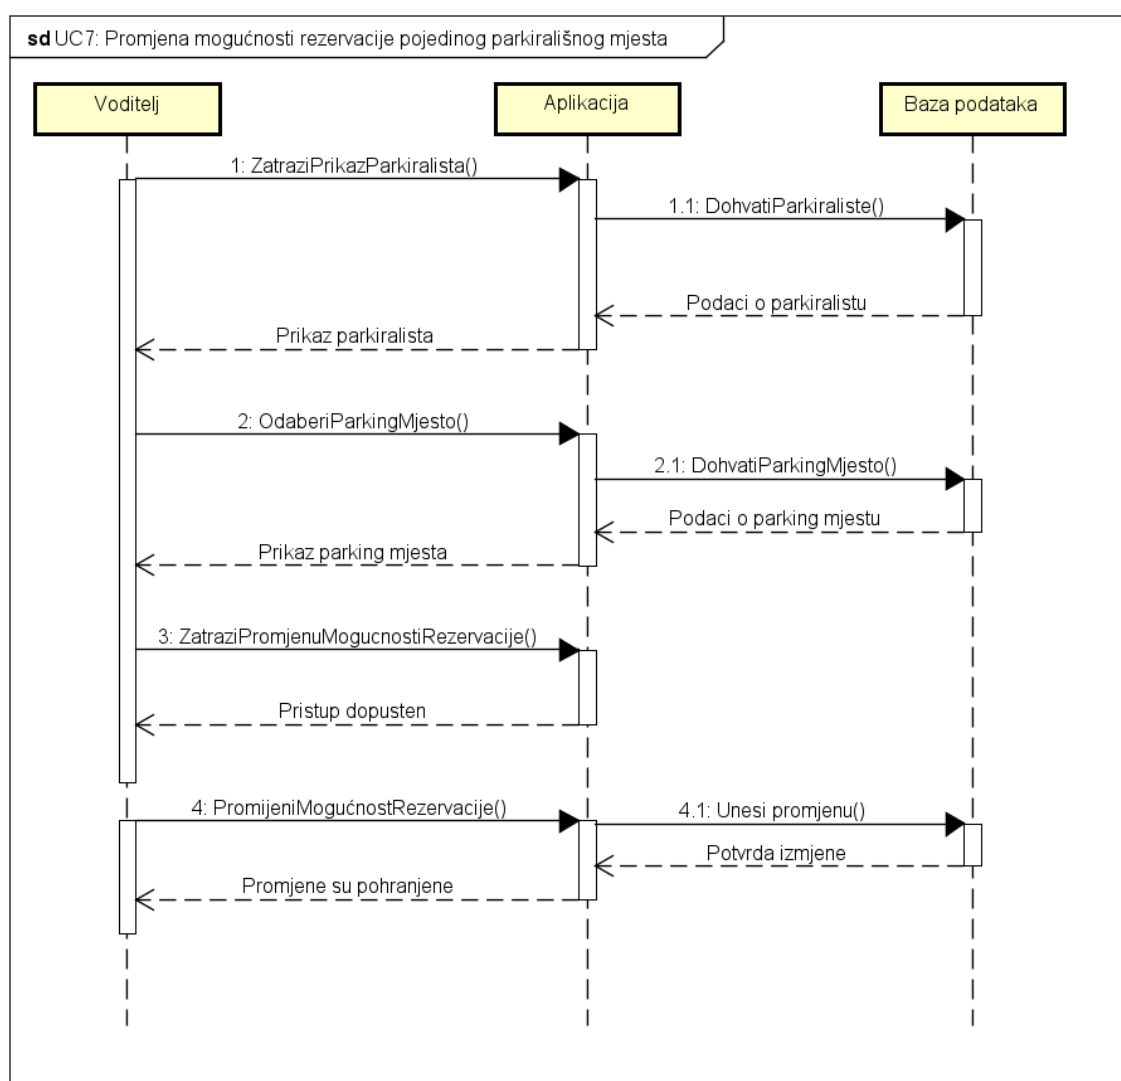 sd UC7: Promjena mogućnosti rezervacije pojedinog parkirališnog mjesta
Voditelj
Aplikacija
Baza podataka
1: ZatraziPrikazParkiralista()
1.1: DohvatiParkiraliste()
Podaci o parkiralistu
Prikaz parkiralista
2: OdaberiParkingMjesto()
2.1: DohvatiParkingMjesto()
Podaci o parking mjestu
Prikaz parking mjesta
3: ZatraziPromjenuMogucnostiRezervacije()
Pristup dopusten
4: PromijeniMogućnostRezervacije()
4.1: Unesi promjenu()
Potvrda izmjene
Promjene su pohranjene